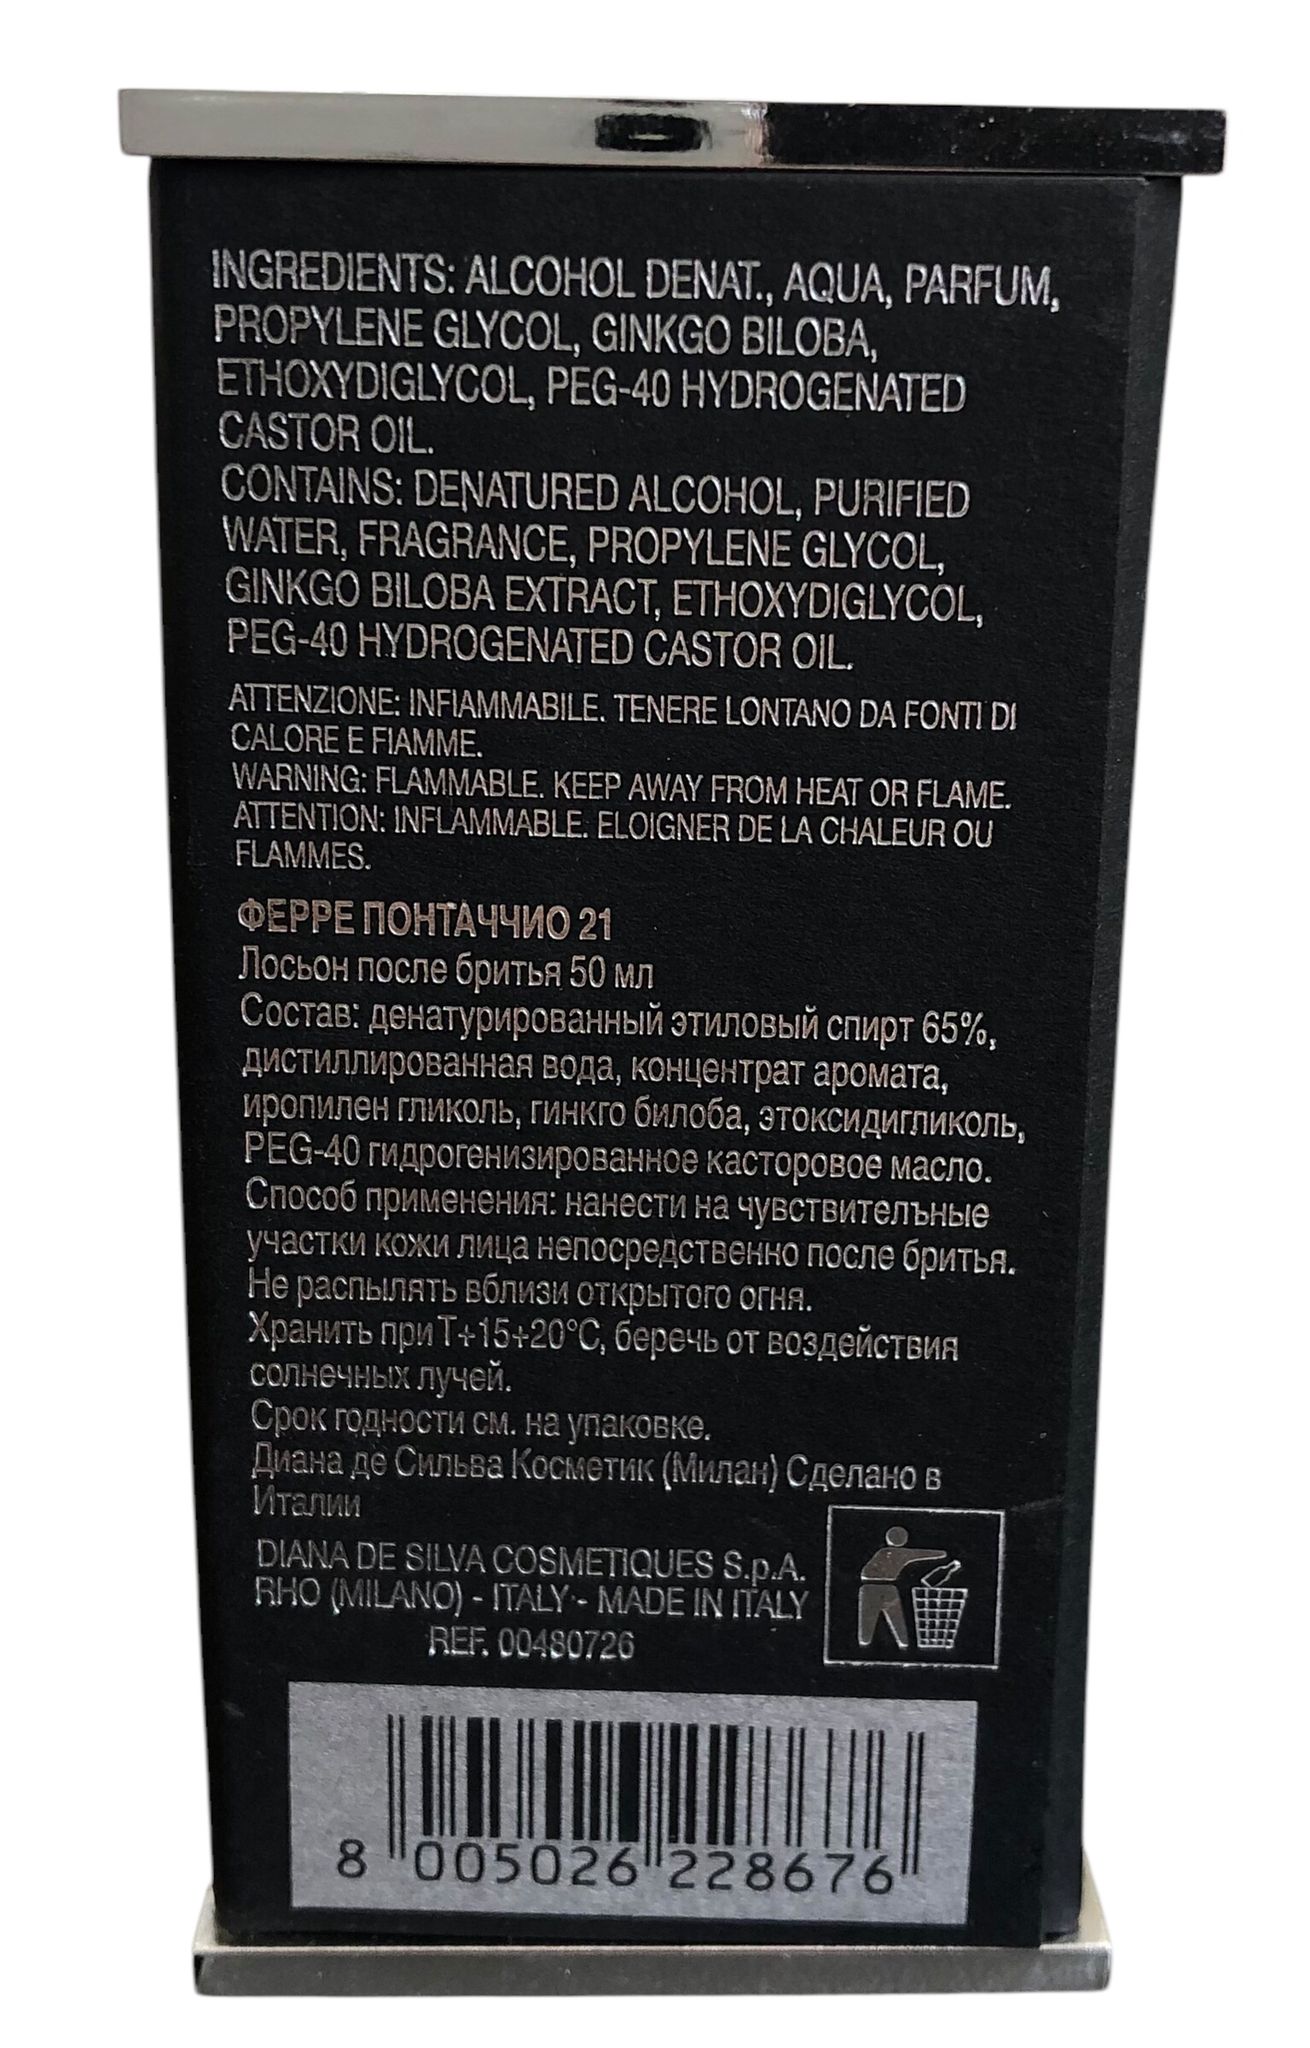 INGREDIENTS: ALCOHOL DENAT., AQUA, PARFUM,
PROPYLENE GLYCOL, GINKGO BILOBA,
ETHOXYDIGLYCOL, PEG-40 HYDROGENATED
CASTOR OIL.
CONTAINS: DENATURED ALCOHOL, PURIFIED
WATER, FRAGRANCE, PROPYLENE GLYCOL,
GINKGO BILOBA EXTRACT, ETHOXYDIGLYCOL,
PEG-40 HYDROGENATED CASTOR OIL.
ATTENZIONE: INFIAMMABILE. TENERE LONTANO DA FONTI DI
CALORE E FIAMME.
WARNING: FLAMMABLE. KEEP AWAY FROM HEAT OR FLAME.
ATTENTION: INFLAMMABLE. ELOIGNER DE LA CHALEUR OU
FLAMMES.
ФЕРРЕ ПОНТАЧЧИО 21
Лосьон после бритья 50 мл
Состав: денатурированный этиловый спирт 65%,
дистиллированная вода, концентрат аромата,
иропилен гликоль, гинкго билоба, этоксидигликоль,
PEG-40 гидрогенизированное касторовое масло.
Способ применения: нанести на чувствителъные
участки кожи лица непосредственно после бритья.
Не распылять вблизи открытого огня.
Хранить при Т+15+20°С, беречь от воздействия
солнечных лучей.
Срок годности см. на упаковке.
Диана де Сильва Косметик (Милан) Сделано в
Италии
DIANA DE SILVA COSMETIQUES S.p.A.
RHO (MILANO) - ITALY - MADE IN ITALY
REF. 00480726
8 005026 228676